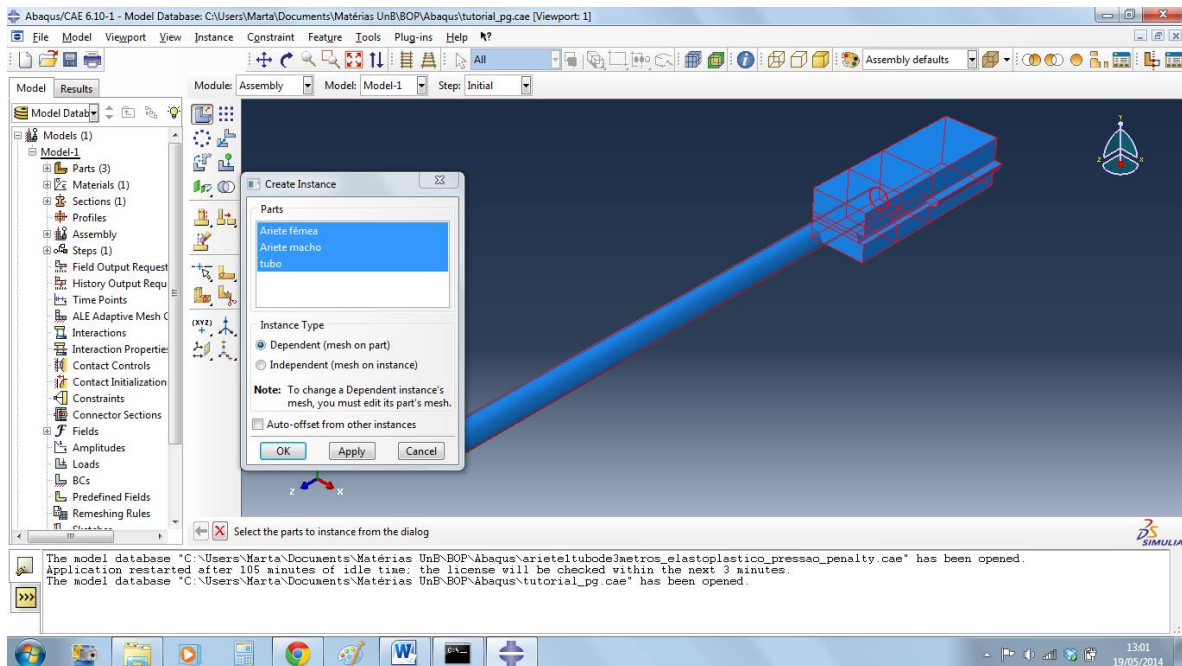 Abaqus/CAE 6.10-1 - Model Database: C:\Users\Marta\Documents\Matérias UnB\BOP\Abaqus\tutorial_pg.cae [Viewport: 1]
File Model Viewport View Instance Constraint Feature Tools Plug-ins Help
All
Assembly defaults
Model Results
Module: Assembly Model: Model-1 Step: Initial
Model Datab
Models (1)
Model-1
Parts (3)
Materials (1)
Sections (1)
Profiles
Assembly
Steps (1)
Field Output Request
History Output Requ
Time Points
ALE Adaptive Mesh C
Interactions
Interaction Propertie
Contact Controls
Contact Initialization
Constraints
Connector Sections
Fields
Amplitudes
Loads
BCs
Predefined Fields
Remeshing Rules
(XYZ)
Create Instance
Parts
Ariete fêmea
Ariete macho
tubo
Instance Type
Dependent (mesh on part)
Independent (mesh on instance)
Note: To change a Dependent instance's
mesh, you must edit its part's mesh.
Auto-offset from other instances
OK Apply Cancel
Y
Z X
z x
Select the parts to instance from the dialog
SIMULIA
The model database "C:\Users\Marta\Documents\Matérias UnB\BOP\Abaqus\ariete1tubode3metros_elastoplastico_pressao_penalty.cae" has been opened.
Application restarted after 105 minutes of idle time; the license will be checked within the next 3 minutes.
The model database "C:\Users\Marta\Documents\Matérias UnB\BOP\Abaqus\tutorial_pg.cae" has been opened.
>>>
13:01
19/05/2014